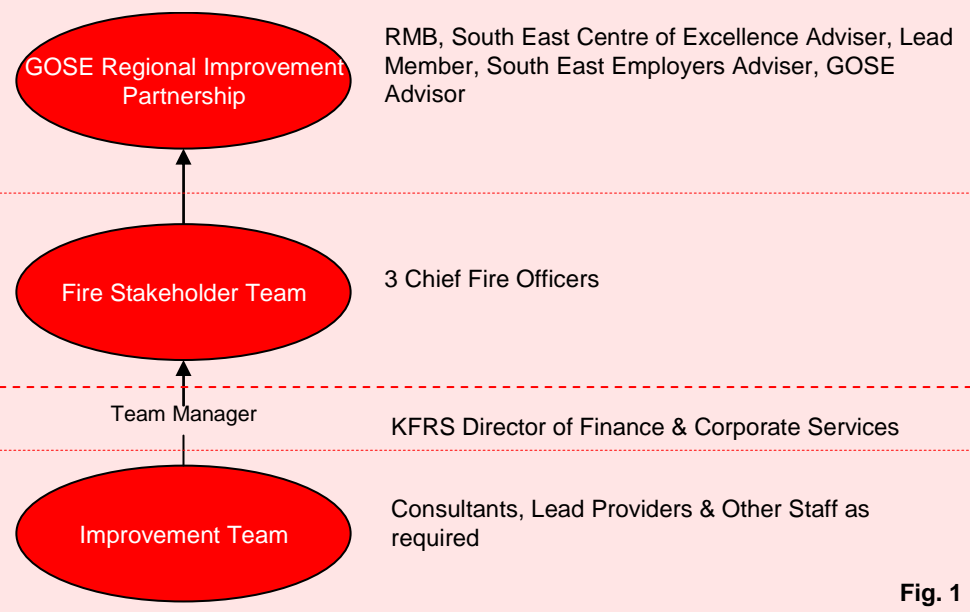 GOSE Regional Improvement
Partnership
RMB, South East Centre of Excellence Adviser, Lead
Member, South East Employers Adviser, GOSE
Advisor
Fire Stakeholder Team
3 Chief Fire Officers
Team Manager
KFRS Director of Finance & Corporate Services
Improvement Team
Consultants, Lead Providers & Other Staff as
required
Fig. 1